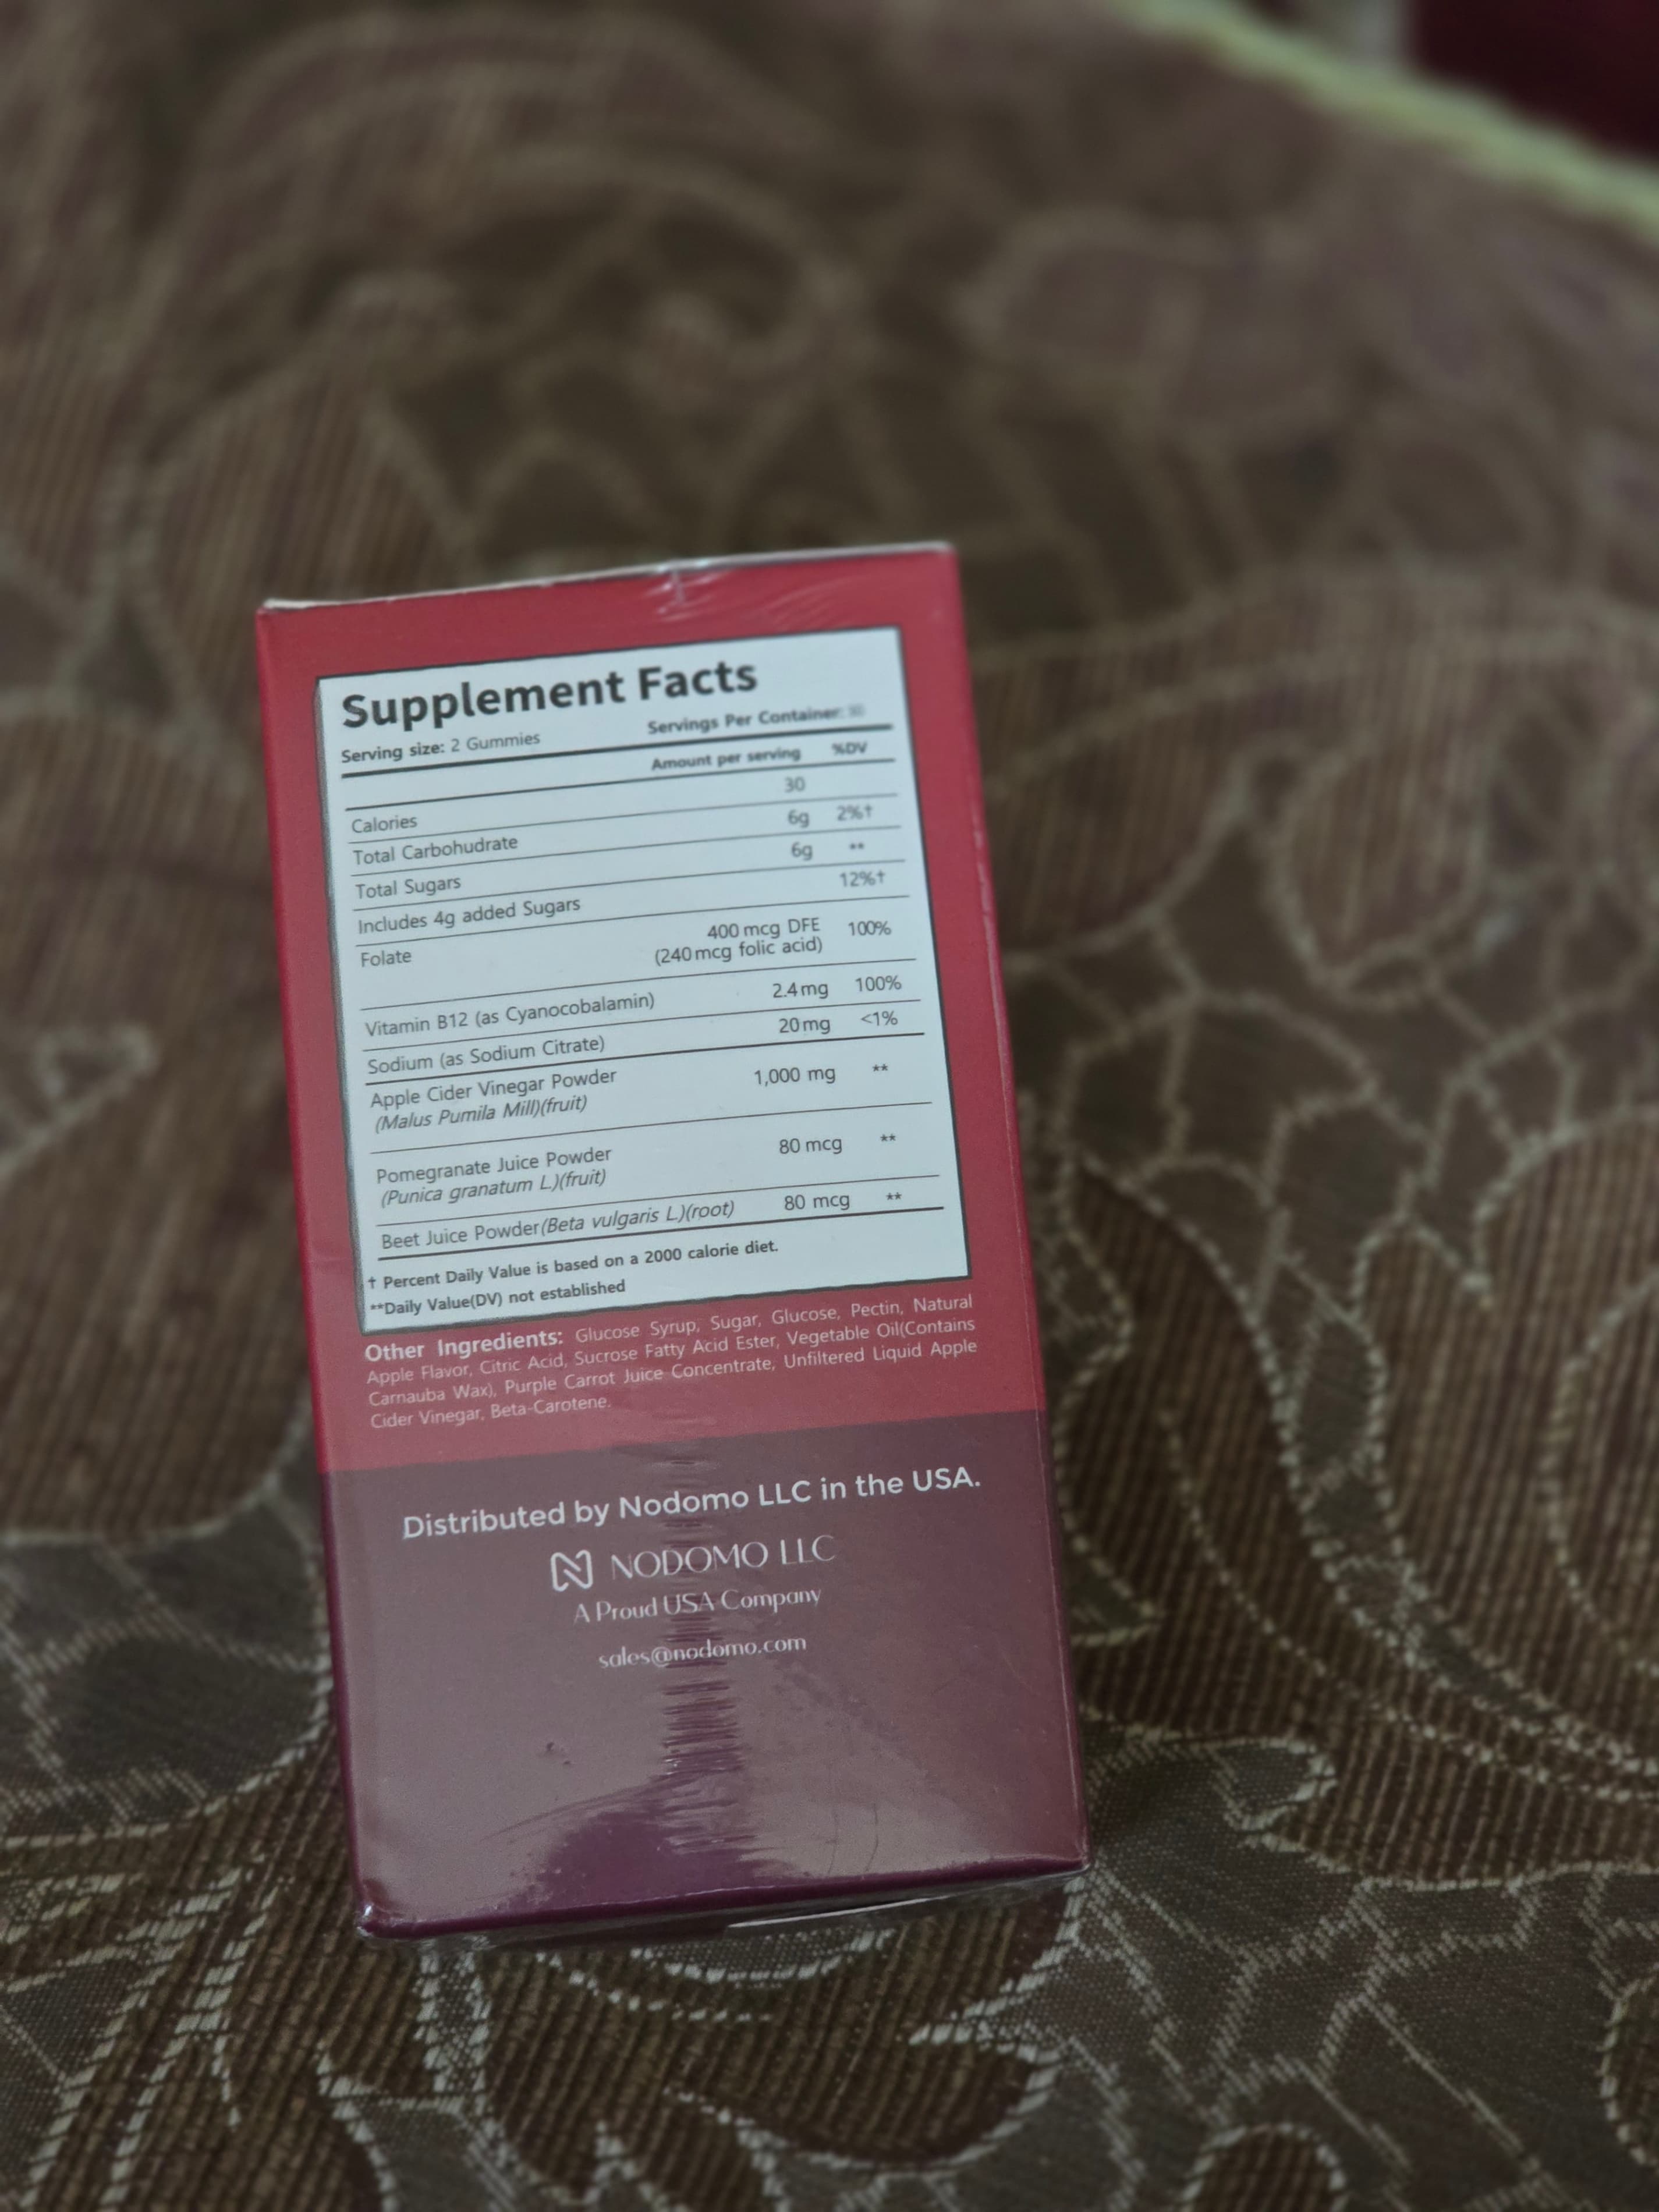 Supplement Facts
Serving size: 2 Gummies Servings Per Container:
Amount per serving %DV
Calories 30
Total Carbohudrate 6g 2%†
Total Sugars 6g **
Includes 4g added Sugars 12%†
Folate 400 mcg DFE 100%
(240 mcg folic acid)
Vitamin B12 (as Cyanocobalamin) 2.4mg 100%
Sodium (as Sodium Citrate) 20mg <1%
Apple Cider Vinegar Powder 1,000 mg **
(Malus Pumila Mill)(fruit)
Pomegranate Juice Powder 80 mcg **
(Punica granatum L.)(fruit)
Beet Juice Powder(Beta vulgaris L.)(root) 80 mcg **
† Percent Daily Value is based on a 2000 calorie diet.
**Daily Value(DV) not established
Other Ingredients: Glucose Syrup, Sugar, Glucose, Pectin, Natural
Apple Flavor, Citric Acid, Sucrose Fatty Acid Ester, Vegetable Oil(Contains
Carnauba Wax), Purple Carrot Juice Concentrate, Unfiltered Liquid Apple
Cider Vinegar, Beta-Carotene.
Distributed by Nodomo LLC in the USA.
NODOMO LLC
A Proud USA Company
sales@nodomo.com